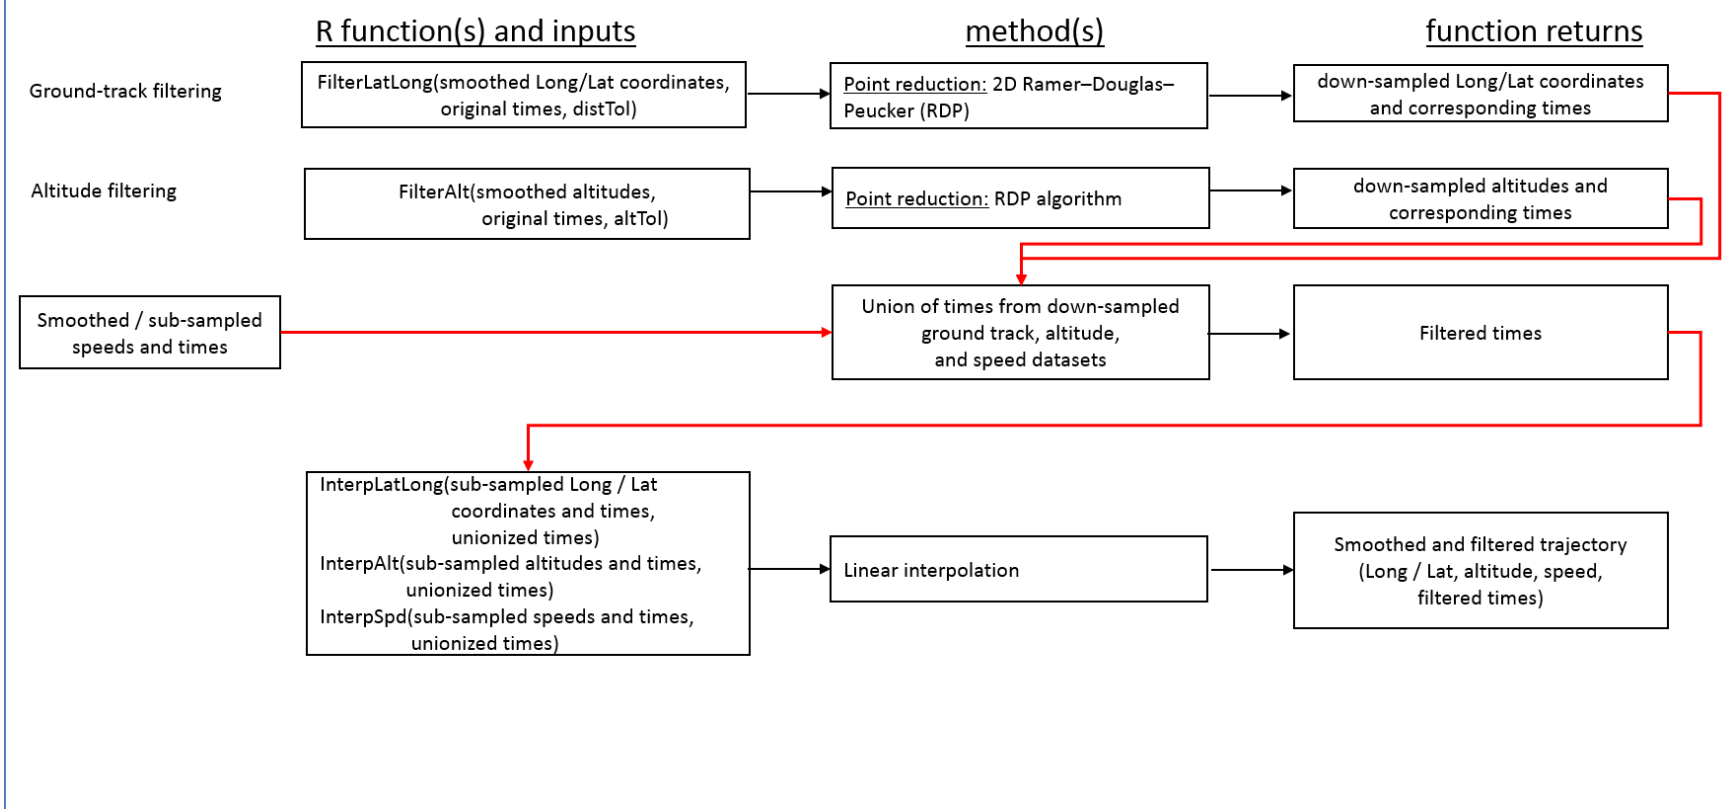 R function(s) and inputs
method(s)
function returns
Ground-track filtering
FilterLatLong(smoothed Long/Lat coordinates,
original times, distTol)
Point reduction: 2D Ramer–Douglas–
Peucker (RDP)
down-sampled Long/Lat coordinates
and corresponding times
Altitude filtering
FilterAlt(smoothed altitudes,
original times, altTol)
Point reduction: RDP algorithm
down-sampled altitudes and
corresponding times
Smoothed / sub-sampled
speeds and times
Union of times from down-sampled
ground track, altitude,
and speed datasets
Filtered times
InterpLatLong(sub-sampled Long / Lat
coordinates and times,
unionized times)
InterpAlt(sub-sampled altitudes and times,
unionized times)
InterpSpd(sub-sampled speeds and times,
unionized times)
Linear interpolation
Smoothed and filtered trajectory
(Long / Lat, altitude, speed,
filtered times)